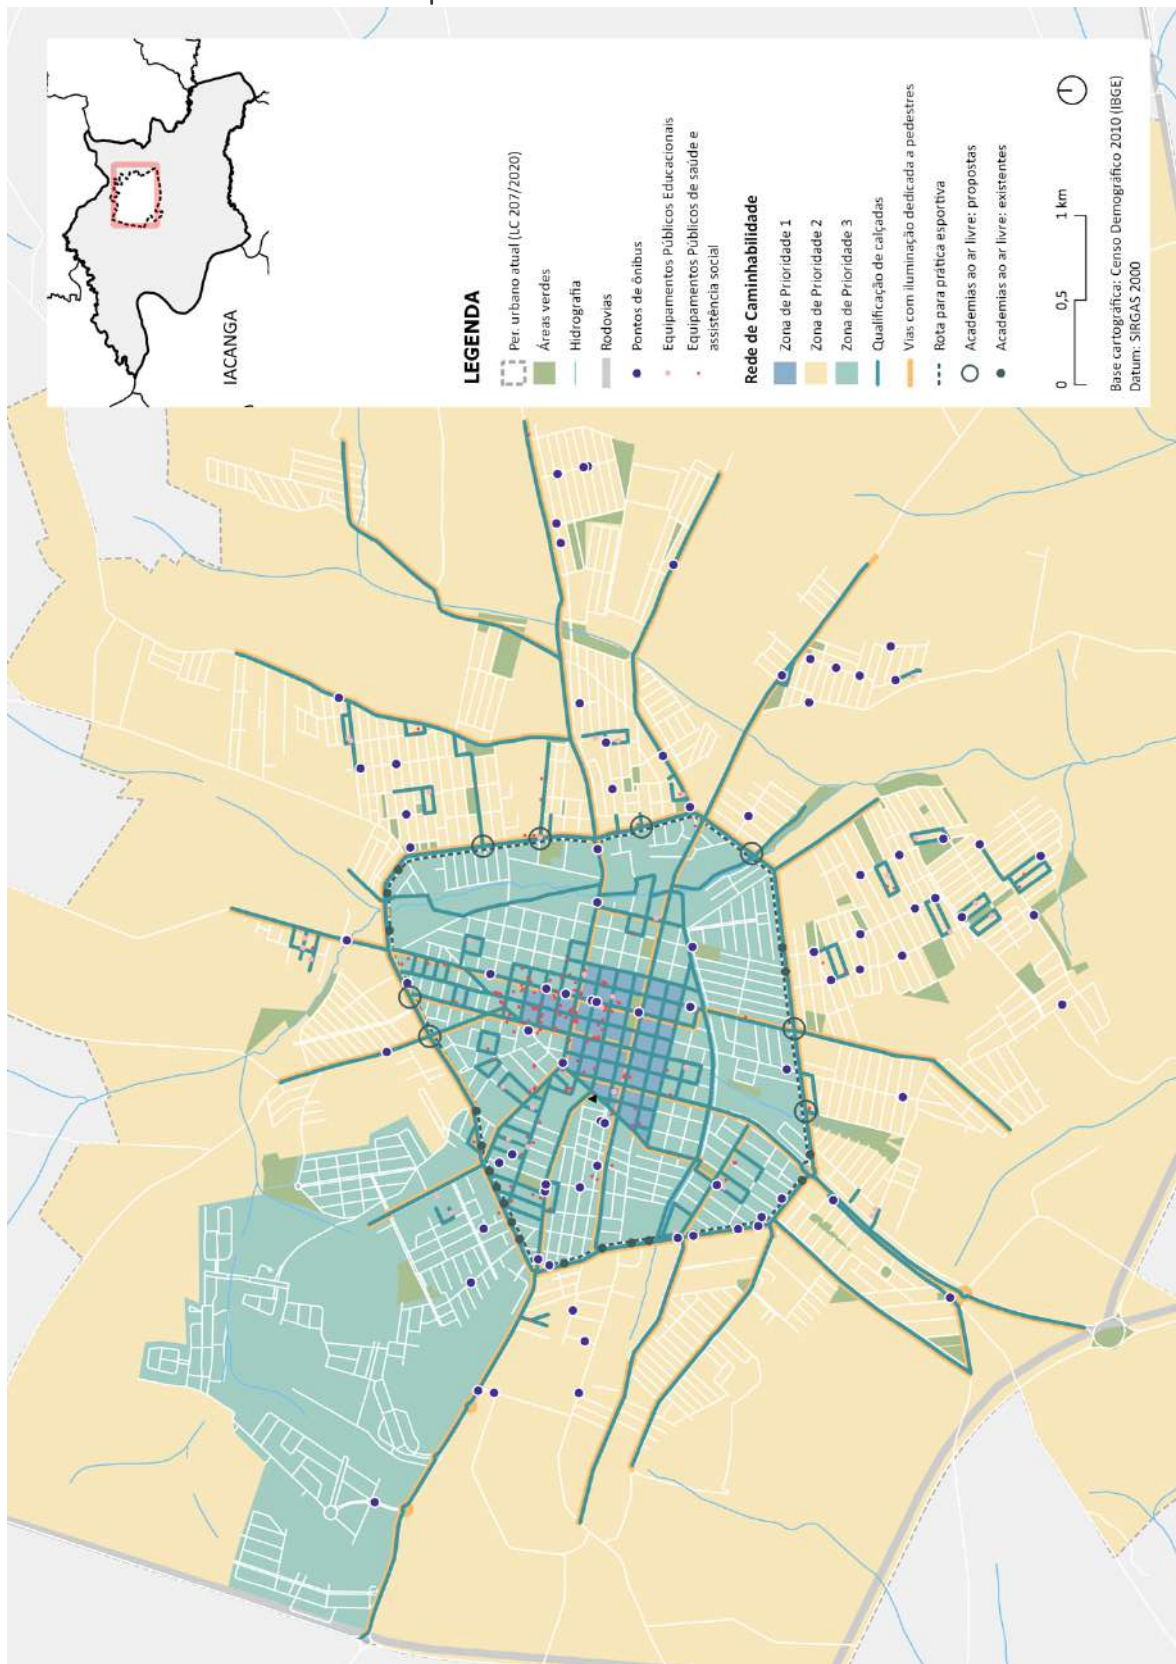 IACANGA
LEGENDA
Per. urbano atual (LC 207/2020)
Áreas verdes
Hidrografia
Rodovias
Pontos de ônibus
Equipamentos Públicos Educacionais
Equipamentos Públicos de saúde e
assistência social
Rede de Caminhabilidade
Zona de Prioridade 1
Zona de Prioridade 2
Zona de Prioridade 3
Qualificação de calçadas
Vias com iluminação dedicada a pedestres
Rota para prática esportiva
Academias ao ar livre: propostas
Academias ao ar livre: existentes
0 0,5 1 km
Base cartográfica: Censo Demográfico 2010 (IBGE)
Datum: SIRGAS 2000